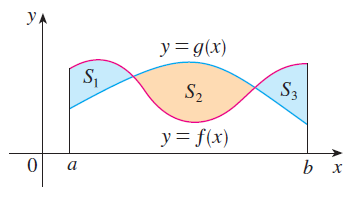 y
y = g(x)
S₁
S₂
S₃
y = f(x)
0 a b x